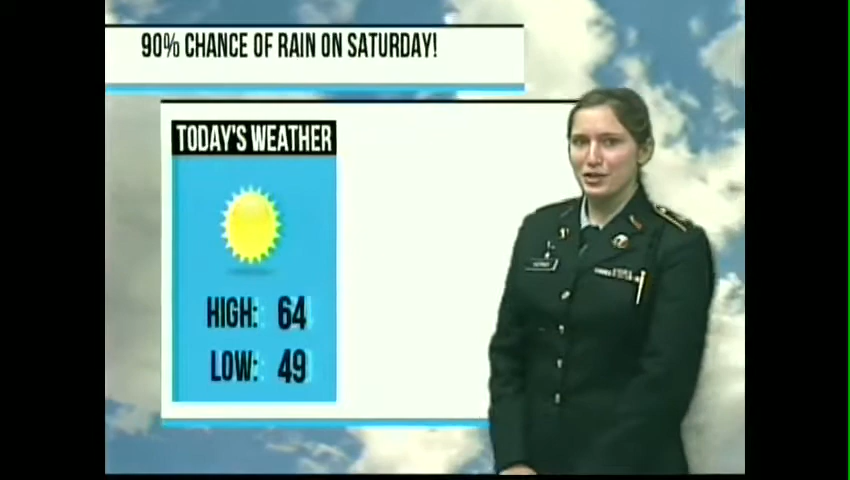 90% CHANCE OF RAIN ON SATURDAY!
TODAY'S WEATHER
HIGH: 64
LOW: 49